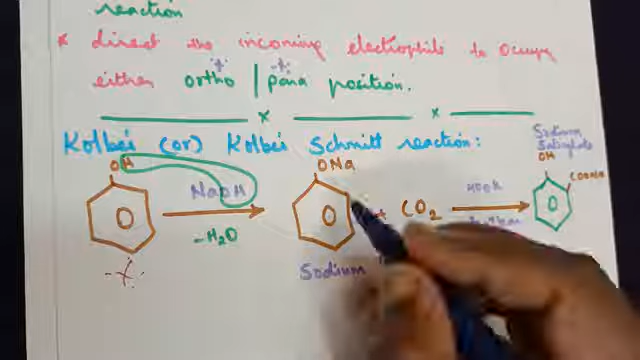 reaction
* direct the incoming electrophile to occupy
either ortho | para position.
Kolbe's (or) Kolbe's Schmitt reaction:
Sodium
Salicylate
OH
ONa
OH
COONa
NaOH
+ CO2
400K
-H2O
Sodium